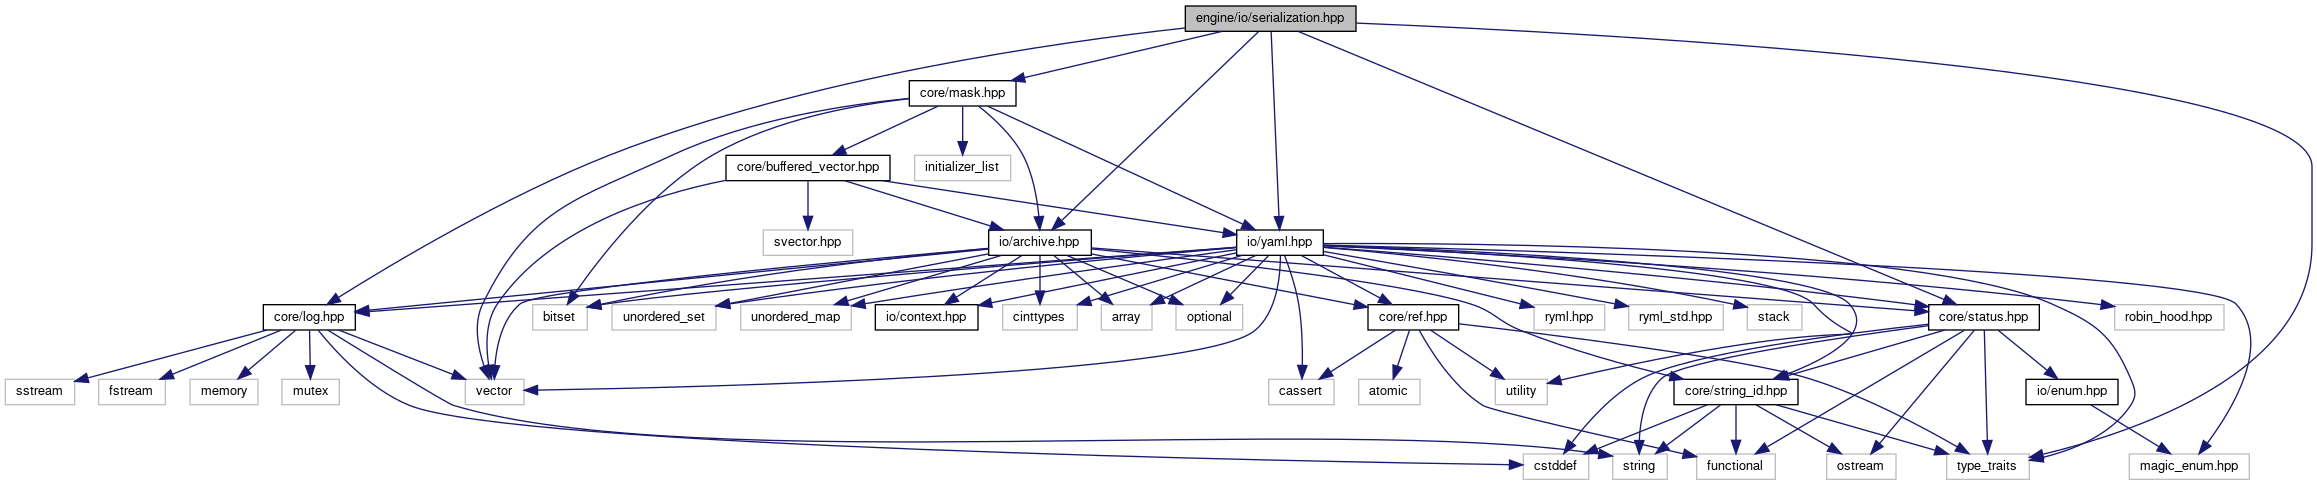 engine/io/serialization.hpp
core/mask.hpp
core/buffered_vector.hpp
initializer_list
svector.hpp
io/archive.hpp
io/yaml.hpp
core/log.hpp
bitset
unordered_set
unordered_map
io/context.hpp
cinttypes
array
optional
core/ref.hpp
ryml.hpp
ryml_std.hpp
stack
core/status.hpp
robin_hood.hpp
sstream
fstream
memory
mutex
vector
cassert
atomic
utility
core/string_id.hpp
io/enum.hpp
cstddef
string
functional
ostream
type_traits
magic_enum.hpp